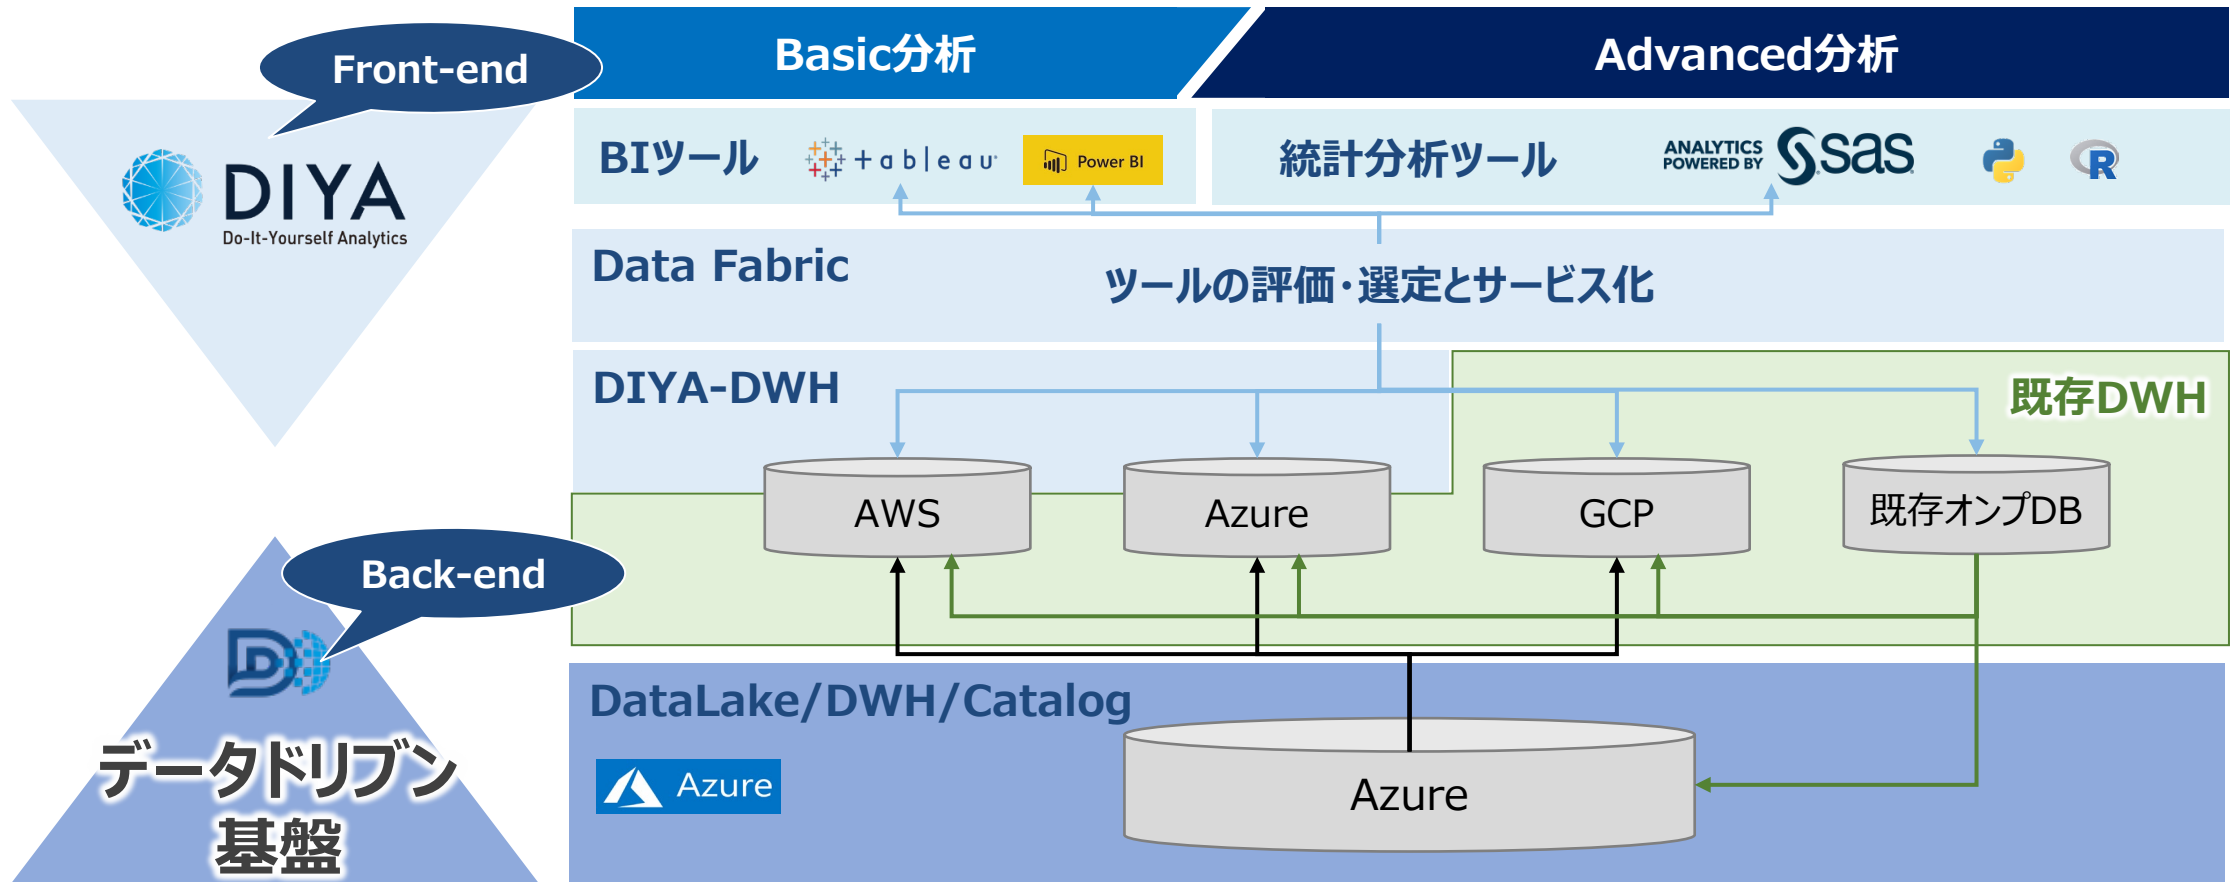 Front-end
Basic分析
Advanced分析
DIYA
Do-It-Yourself Analytics
BIツール
+ableau
Power BI
統計分析ツール
ANALYTICS
POWERED BY
sas
R
Data Fabric
ツールの評価・選定とサービス化
DIYA-DWH
既存DWH
AWS
Azure
GCP
既存オンプDB
Back-end
D
データドリブン
基盤
DataLake/DWH/Catalog
Azure
Azure